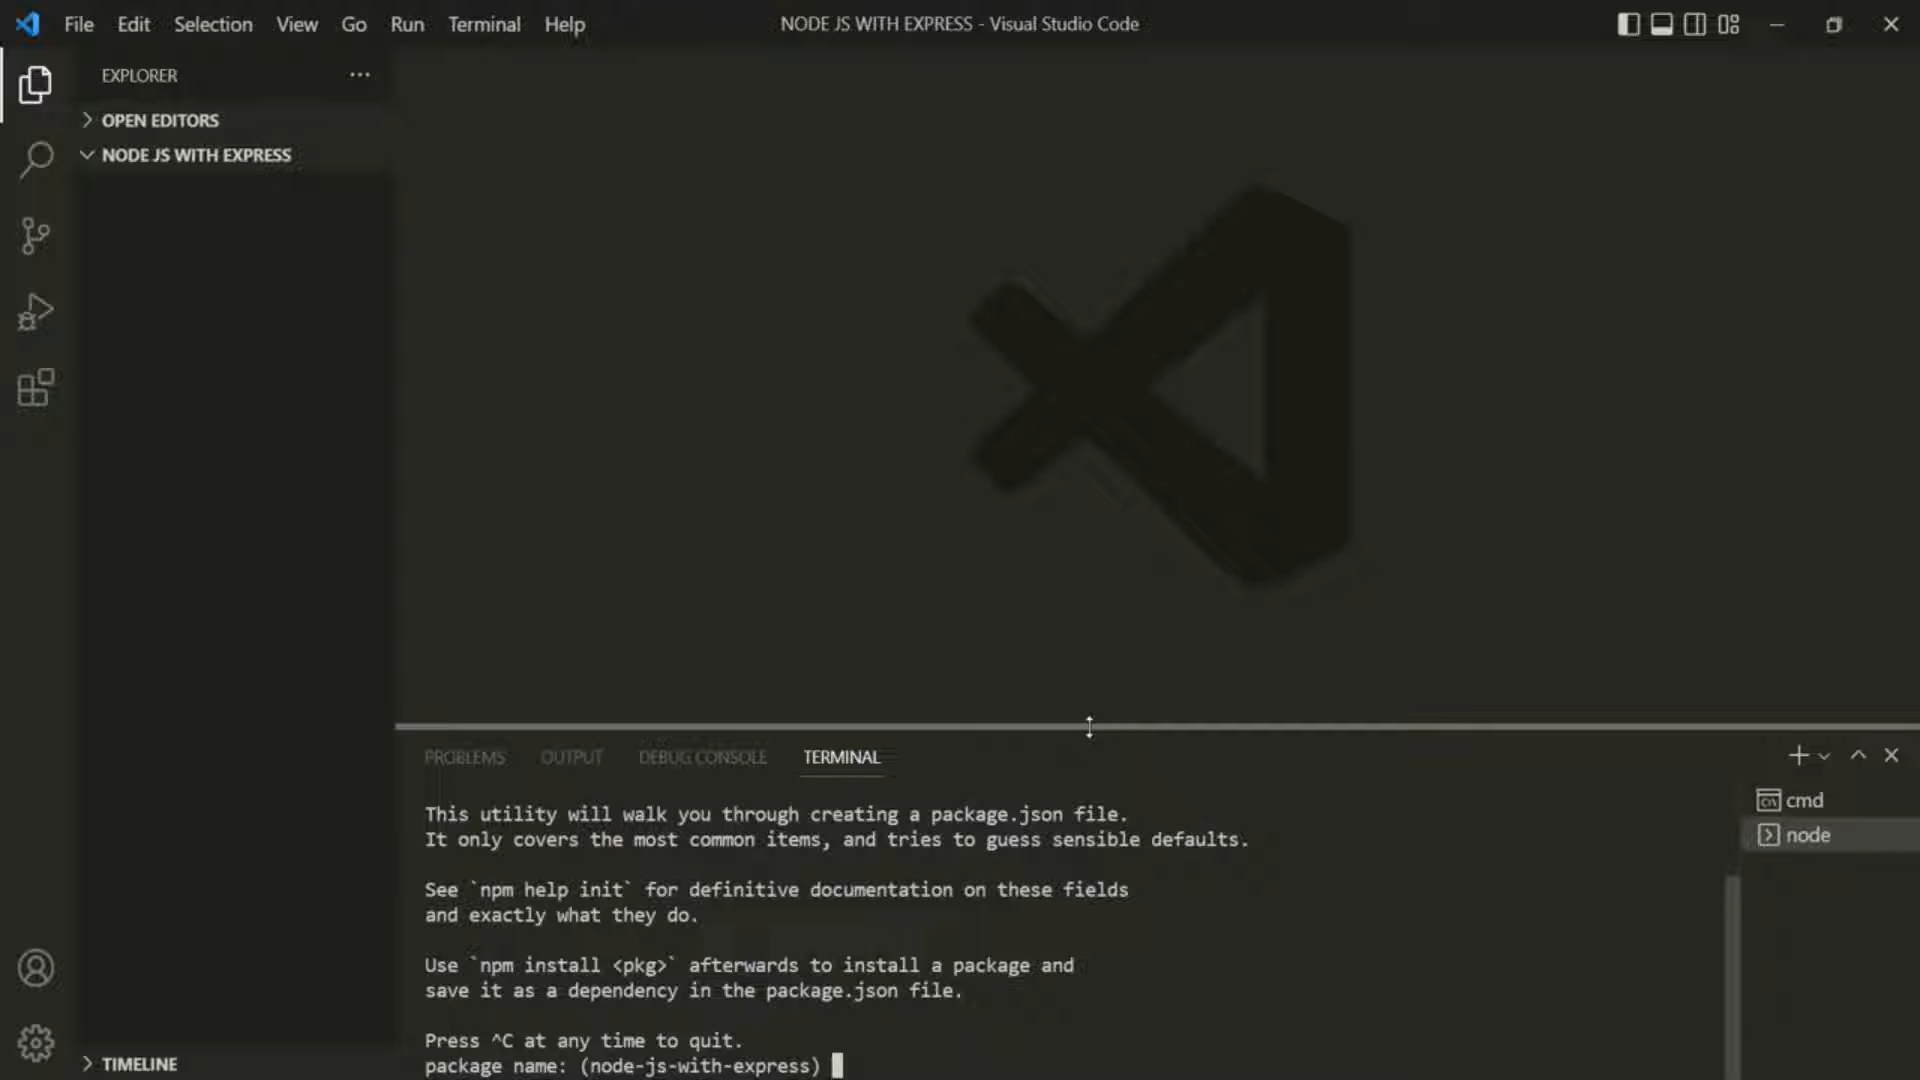 File Edit Selection View Go Run Terminal Help
NODE JS WITH EXPRESS - Visual Studio Code
EXPLORER
OPEN EDITORS
NODE JS WITH EXPRESS
PROBLEMS OUTPUT DEBUG CONSOLE TERMINAL
This utility will walk you through creating a package.json file.
It only covers the most common items, and tries to guess sensible defaults.
See `npm help init` for definitive documentation on these fields
and exactly what they do.
Use `npm install <pkg>` afterwards to install a package and
save it as a dependency in the package.json file.
Press ^C at any time to quit.
package name: (node-js-with-express)
cmd
node
TIMELINE